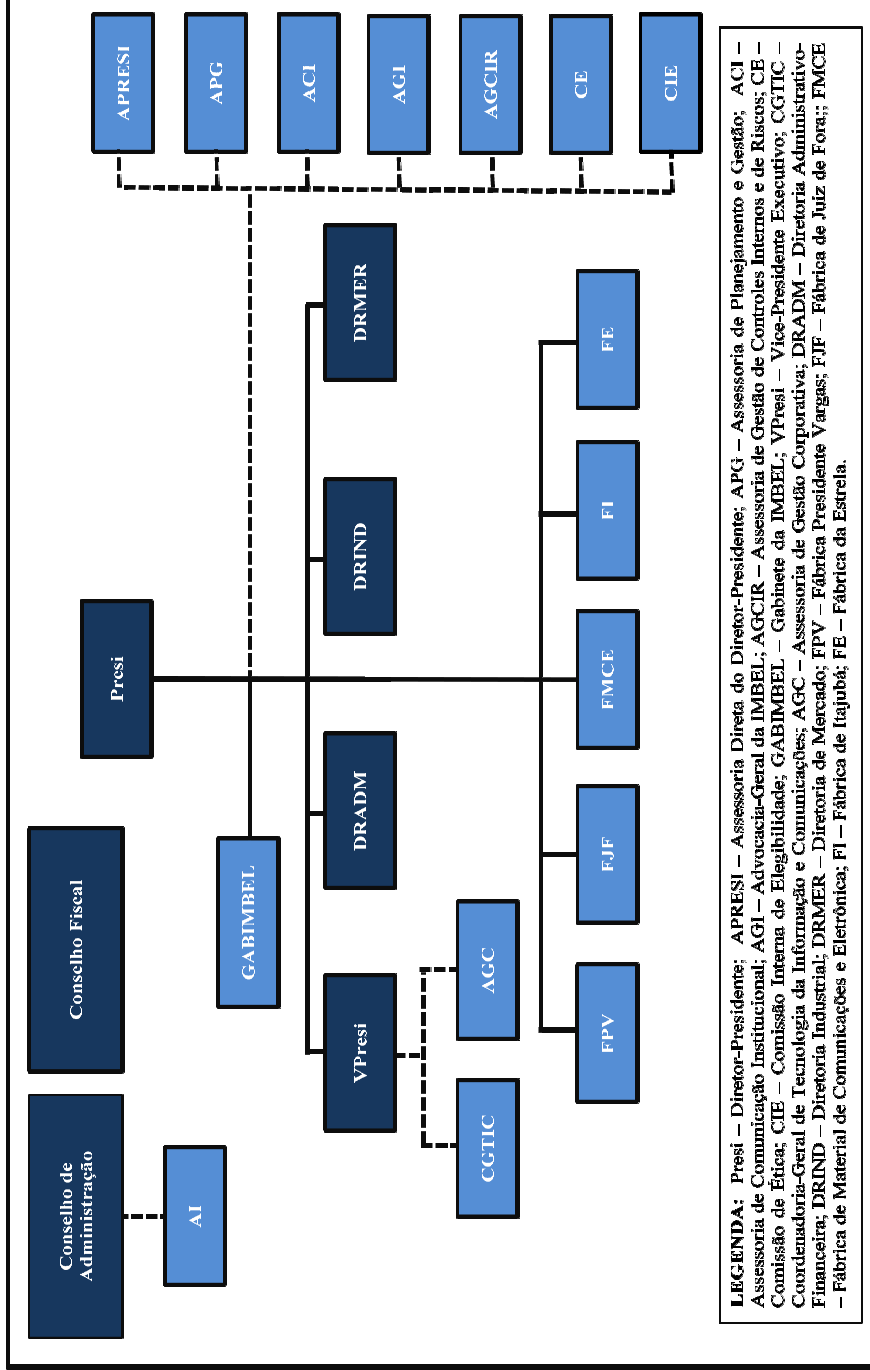 Conselho de
Administração
Conselho Fiscal
Presi
AI
GABIMBEL
APRESI
APG
ACI
AGI
AGCIR
CE
CIE
VPresi
DRADM
DRIND
DRMER
CGTIC
AGC
FPV
FJF
FMCE
FI
FE
LEGENDA: Presi – Diretor-Presidente; APRESI – Assessoria Direta do Diretor-Presidente; APG – Assessoria de Planejamento e Gestão; ACI –
Assessoria de Comunicação Institucional; AGI – Advocacia-Geral da IMBEL; AGCIR – Assessoria de Gestão de Controles Internos e de Riscos; CE –
Comissão de Ética; CIE – Comissão Interna de Elegibilidade; GABIMBEL – Gabinete da IMBEL; VPresi – Vice-Presidente Executivo; CGTIC –
Coordenadoria-Geral de Tecnologia da Informação e Comunicações; AGC – Assessoria de Gestão Corporativa; DRADM – Diretoria Administrativo-
Financeira; DRIND – Diretoria Industrial; DRMER – Diretoria de Mercado; FPV – Fábrica Presidente Vargas; FJF – Fábrica de Juiz de Fora;; FMCE
– Fábrica de Material de Comunicações e Eletrônica; FI – Fábrica de Itajubá; FE – Fábrica da Estrela.